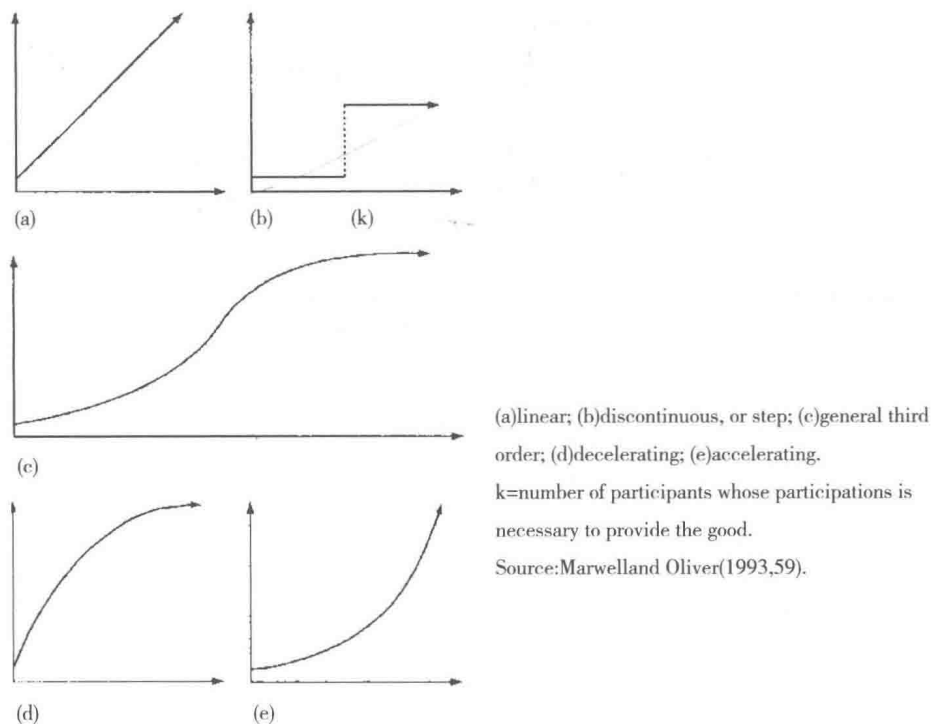 (a)
(b)
(k)
(c)
(a)linear; (b)discontinuous, or step; (c)general third
order; (d)decelerating; (e)accelerating.
k=number of participants whose participations is
necessary to provide the good.
Source:Marwelland Oliver(1993,59).
(d)
(e)